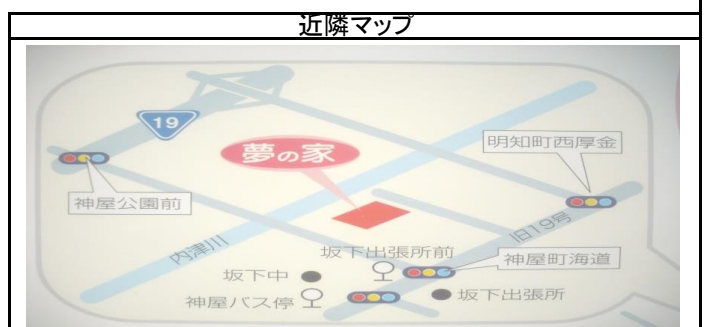 近隣マップ
19
夢の家
明知町西厚金
神屋公園前
旧19号
内津川
坂下出張所前
神屋町海道
坂下中
坂下出張所
神屋バス停